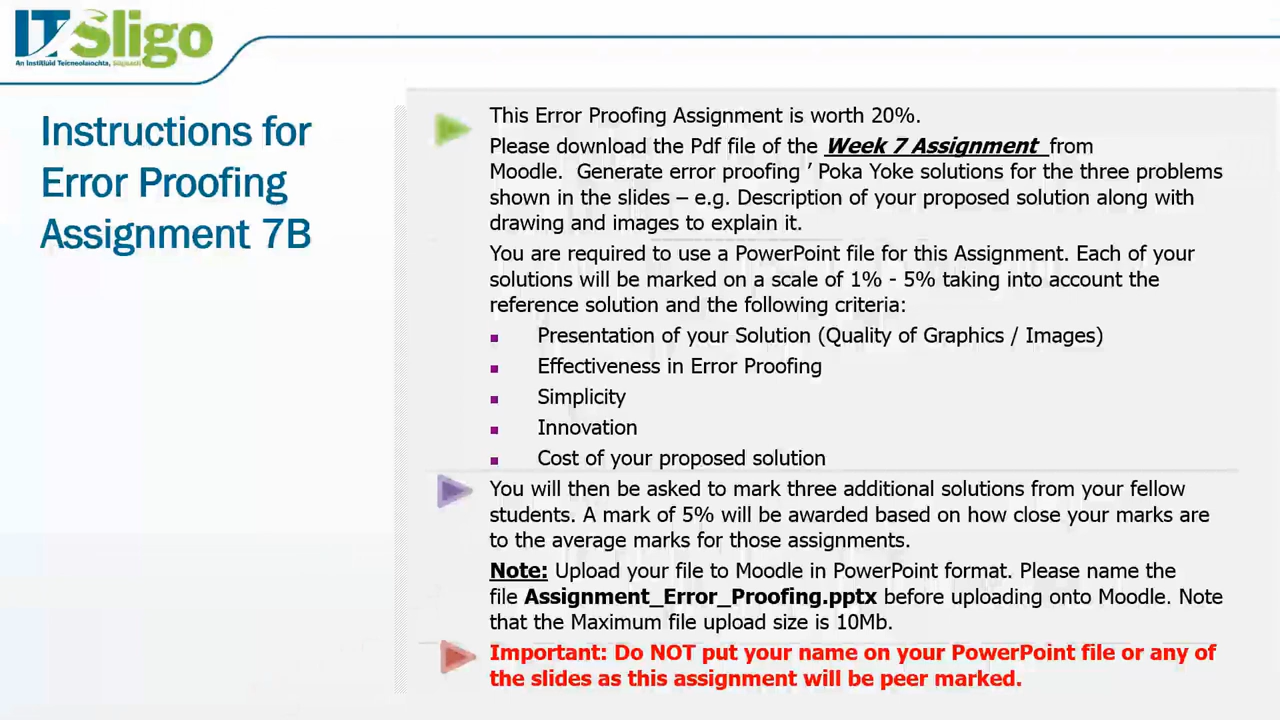 ITSligo
An Institiúid Teicneolaíochta, Sligeach
Instructions for
Error Proofing
Assignment 7B
This Error Proofing Assignment is worth 20%.
Please download the Pdf file of the Week 7 Assignment from
Moodle. Generate error proofing ’ Poka Yoke solutions for the three problems
shown in the slides – e.g. Description of your proposed solution along with
drawing and images to explain it.
You are required to use a PowerPoint file for this Assignment. Each of your
solutions will be marked on a scale of 1% - 5% taking into account the
reference solution and the following criteria:
Presentation of your Solution (Quality of Graphics / Images)
Effectiveness in Error Proofing
Simplicity
Innovation
Cost of your proposed solution
You will then be asked to mark three additional solutions from your fellow
students. A mark of 5% will be awarded based on how close your marks are
to the average marks for those assignments.
Note: Upload your file to Moodle in PowerPoint format. Please name the
file Assignment_Error_Proofing.pptx before uploading onto Moodle. Note
that the Maximum file upload size is 10Mb.
Important: Do NOT put your name on your PowerPoint file or any of
the slides as this assignment will be peer marked.